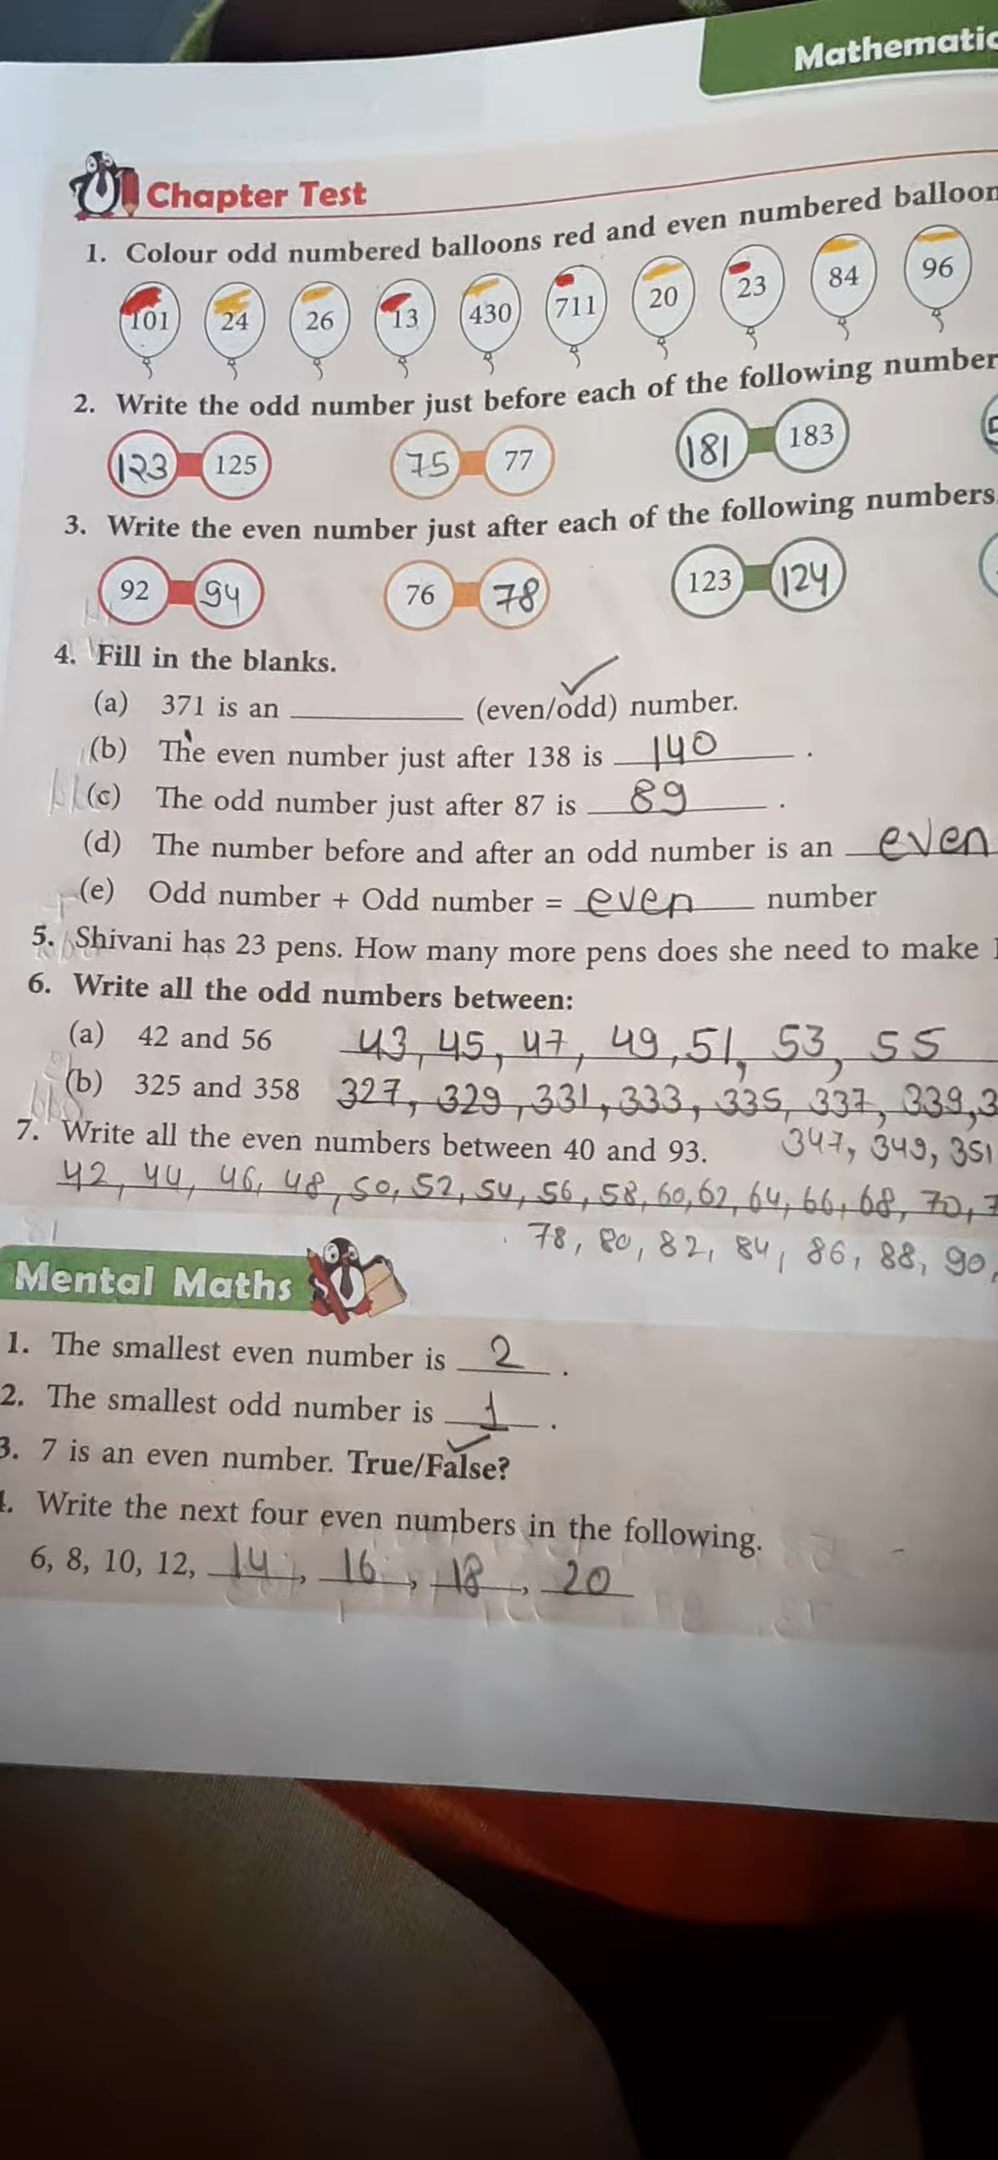 Mathematic
Chapter Test
1. Colour odd numbered balloons red and even numbered balloon
101 24 26 13 430 711 20 23 84 96
2. Write the odd number just before each of the following number
123 125 75 77 181 183
3. Write the even number just after each of the following numbers.
92 94 76 78 123 124
4. Fill in the blanks.
(a) 371 is an __________ (even/odd) number.
(b) The even number just after 138 is 140 .
(c) The odd number just after 87 is 89 .
(d) The number before and after an odd number is an even
(e) Odd number + Odd number = even number
5. Shivani has 23 pens. How many more pens does she need to make
6. Write all the odd numbers between:
(a) 42 and 56 43, 45, 47, 49, 51, 53, 55
(b) 325 and 358 327, 329, 331, 333, 335, 337, 339, 3
347, 349, 351
7. Write all the even numbers between 40 and 93.
42, 44, 46, 48, 50, 52, 54, 56, 58, 60, 62, 64, 66, 68, 70, 7
78, 80, 82, 84, 86, 88, 90,
Mental Maths
1. The smallest even number is 2 .
2. The smallest odd number is 1 .
3. 7 is an even number. True/False?
. Write the next four even numbers in the following.
6, 8, 10, 12, 14, 16, 18, 20